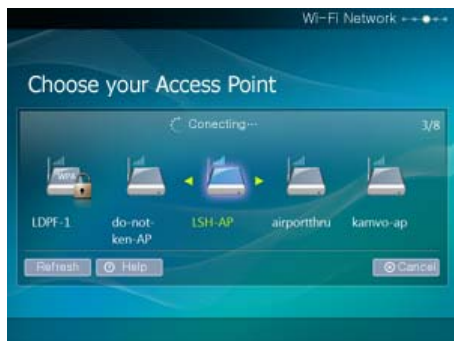 Wi-Fi Network
Choose your Access Point
Conecting...
3/8
WPA
LDPF-1
do-not-
ken-AP
LSH-AP
airportthru
kamvo-ap
Refresh
Help
Cancel